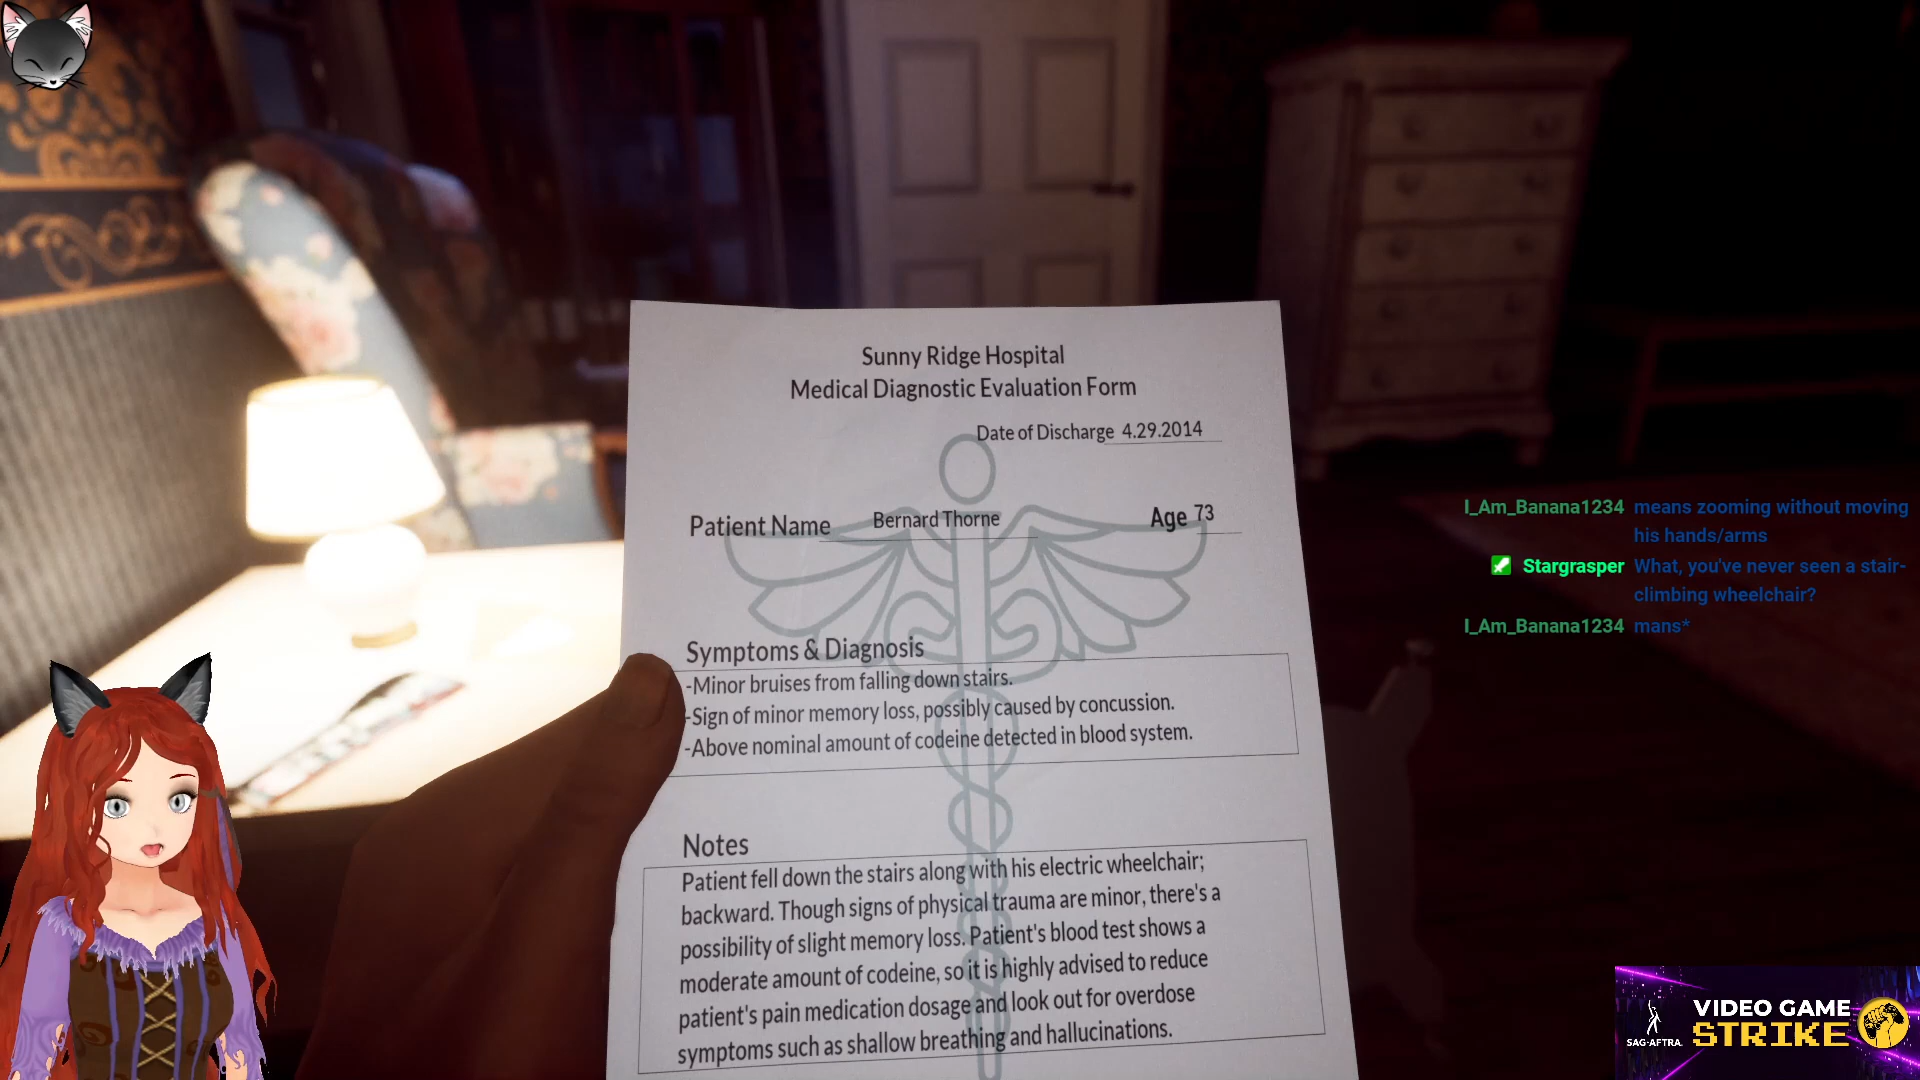 Sunny Ridge Hospital
Medical Diagnostic Evaluation Form
Date of Discharge 4.29.2014
Patient Name Bernard Thorne Age 73
Symptoms & Diagnosis
-Minor bruises from falling down stairs.
-Sign of minor memory loss, possibly caused by concussion.
-Above nominal amount of codeine detected in blood system.
Notes
Patient fell down the stairs along with his electric wheelchair;
backward. Though signs of physical trauma are minor, there's a
possibility of slight memory loss. Patient's blood test shows a
moderate amount of codeine, so it is highly advised to reduce
patient's pain medication dosage and look out for overdose
symptoms such as shallow breathing and hallucinations.
I_Am_Banana1234 means zooming without moving
his hands/arms
Stargrasper What, you've never seen a stair-
climbing wheelchair?
I_Am_Banana1234 mans*
SAG-AFTRA.
VIDEO GAME
STRIKE